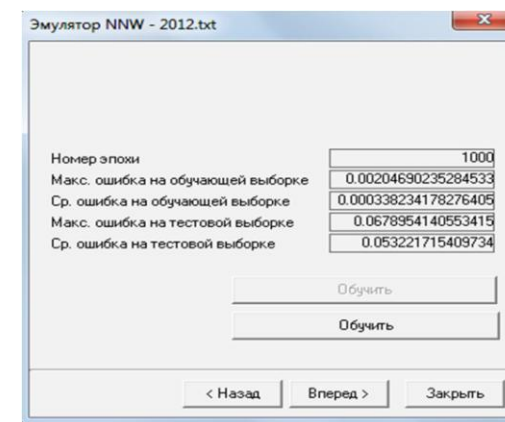 Эмулятор NNW - 2012.txt
Номер эпохи 1000
Макс. ошибка на обучающей выборке 0.00204690235284533
Ср. ошибка на обучающей выборке 0.000338234178276405
Макс. ошибка на тестовой выборке 0.0678954140553415
Ср. ошибка на тестовой выборке 0.053221715409734
Обучить
Обучить
< Назад Вперед > Закрыть